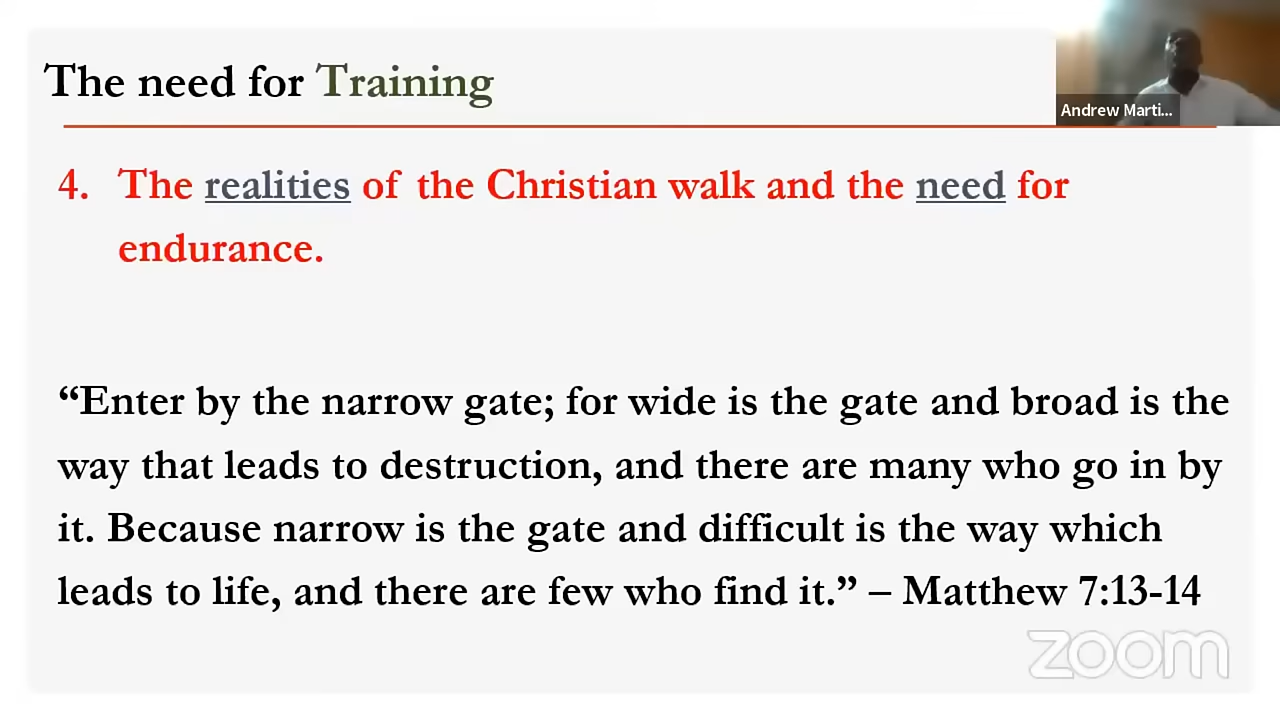 The need for Training
Andrew Marti...
4. The realities of the Christian walk and the need for
endurance.
“Enter by the narrow gate; for wide is the gate and broad is the
way that leads to destruction, and there are many who go in by
it. Because narrow is the gate and difficult is the way which
leads to life, and there are few who find it.” – Matthew 7:13-14
zoom